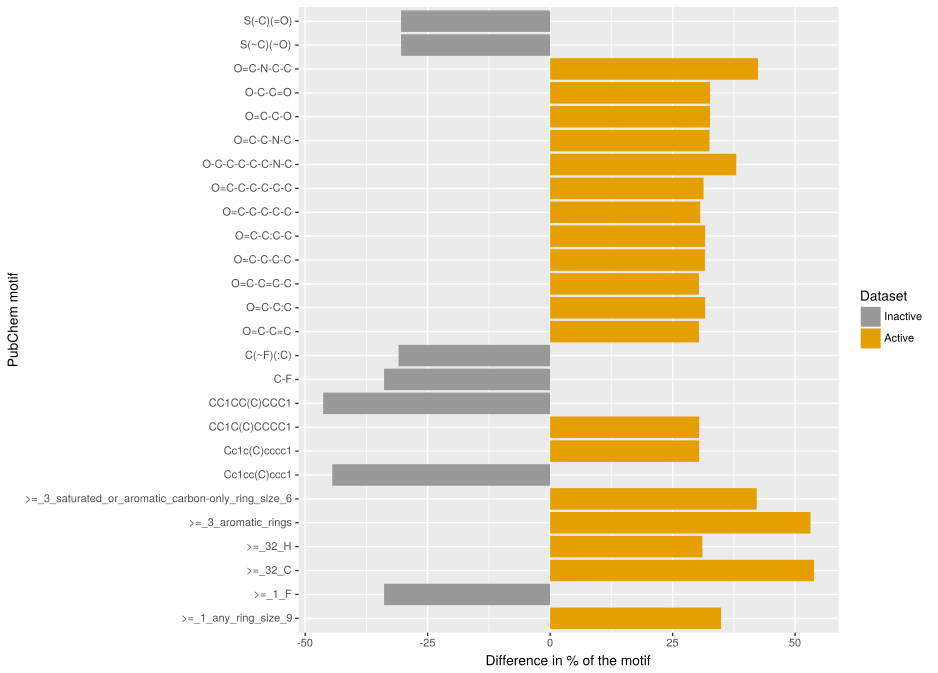 S(-C)(=O)
S(~C)(~O)
O=C-N-C-C
O-C-C=O
O=C-C-O
O=C-C-N-C
O-C-C-C-C-C-N-C
O=C-C-C-C-C-C
O=C-C-C-C-C
O=C-C:C-C
O=C-C-C-C
O=C-C=C-C
O=C-C:C
O=C-C=C
C(~F)(:C)
C-F
CC1CC(C)CCC1
CC1C(C)CCCC1
Cc1c(C)cccc1
Cc1cc(C)ccc1
>=_3_saturated_or_aromatic_carbon-only_ring_size_6
>=_3_aromatic_rings
>=_32_H
>=_32_C
>=_1_F
>=_1_any_ring_size_9
PubChem motif
-50 -25 0 25 50
Difference in % of the motif
Dataset
Inactive
Active